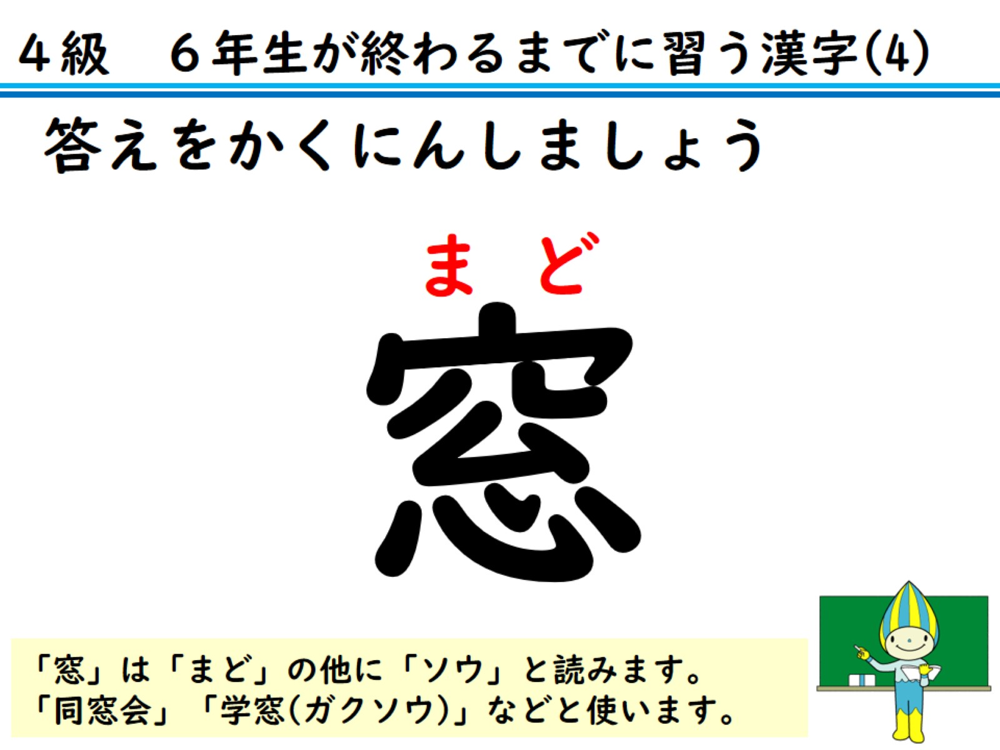 ４級　６年生が終わるまでに習う漢字(4)
答えをかくにんしましょう
まど
窓
「窓」は「まど」の他に「ソウ」と読みます。
「同窓会」「学窓(ガクソウ)」などと使います。